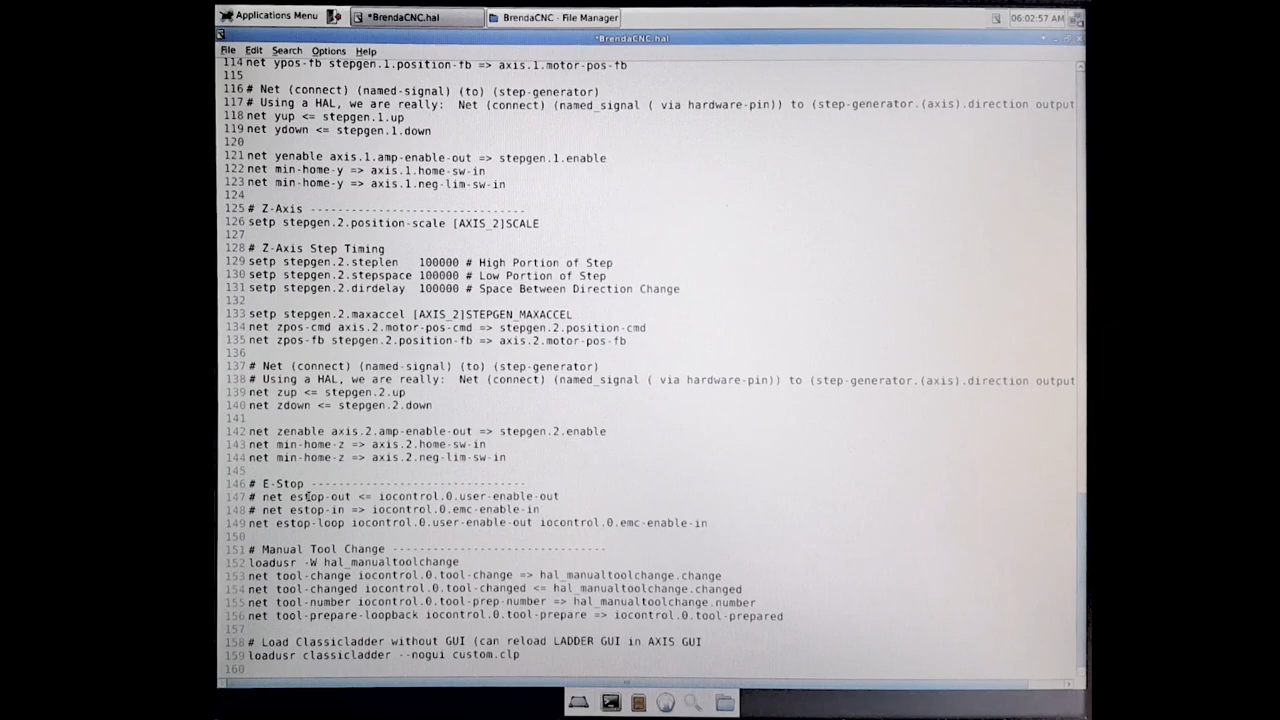 Applications Menu
*BrendaCNC.hal
BrendaCNC - File Manager
06:02:57 AM
*BrendaCNC.hal
File Edit Search Options Help
114 net ypos-fb stepgen.1.position-fb => axis.1.motor-pos-fb
115
116 # Net (connect) (named-signal) (to) (step-generator)
117 # Using a HAL, we are really:  Net (connect) (named_signal ( via hardware-pin)) to (step-generator.(axis).direction output
118 net yup <= stepgen.1.up
119 net ydown <= stepgen.1.down
120
121 net yenable axis.1.amp-enable-out => stepgen.1.enable
122 net min-home-y => axis.1.home-sw-in
123 net min-home-y => axis.1.neg-lim-sw-in
124
125 # Z-Axis -------------------------------
126 setp stepgen.2.position-scale [AXIS_2]SCALE
127
128 # Z-Axis Step Timing
129 setp stepgen.2.steplen   100000 # High Portion of Step
130 setp stepgen.2.stepspace 100000 # Low Portion of Step
131 setp stepgen.2.dirdelay  100000 # Space Between Direction Change
132
133 setp stepgen.2.maxaccel [AXIS_2]STEPGEN_MAXACCEL
134 net zpos-cmd axis.2.motor-pos-cmd => stepgen.2.position-cmd
135 net zpos-fb stepgen.2.position-fb => axis.2.motor-pos-fb
136
137 # Net (connect) (named-signal) (to) (step-generator)
138 # Using a HAL, we are really:  Net (connect) (named_signal ( via hardware-pin)) to (step-generator.(axis).direction output
139 net zup <= stepgen.2.up
140 net zdown <= stepgen.2.down
141
142 net zenable axis.2.amp-enable-out => stepgen.2.enable
143 net min-home-z => axis.2.home-sw-in
144 net min-home-z => axis.2.neg-lim-sw-in
145
146 # E-Stop -------------------------------
147 # net estop-out <= iocontrol.0.user-enable-out
148 # net estop-in => iocontrol.0.emc-enable-in
149 net estop-loop iocontrol.0.user-enable-out iocontrol.0.emc-enable-in
150
151 # Manual Tool Change -------------------------------
152 loadusr -W hal_manualtoolchange
153 net tool-change iocontrol.0.tool-change => hal_manualtoolchange.change
154 net tool-changed iocontrol.0.tool-changed <= hal_manualtoolchange.changed
155 net tool-number iocontrol.0.tool-prep-number => hal_manualtoolchange.number
156 net tool-prepare-loopback iocontrol.0.tool-prepare => iocontrol.0.tool-prepared
157
158 # Load Classicladder without GUI (can reload LADDER GUI in AXIS GUI
159 loadusr classicladder --nogui custom.clp
160